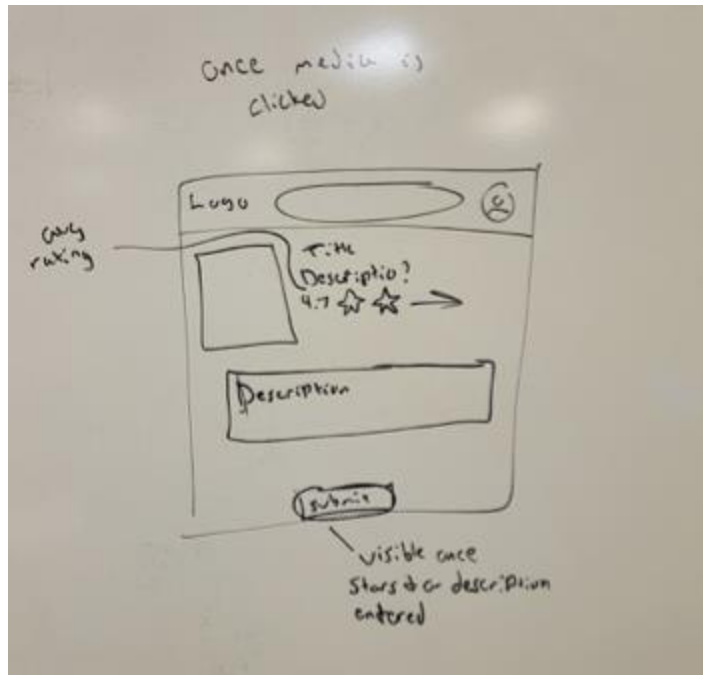 once media is
clicked
Logo
avg
rating
Title
Descriptio?
4.7
Description
submit
visible once
stars & or description
entered